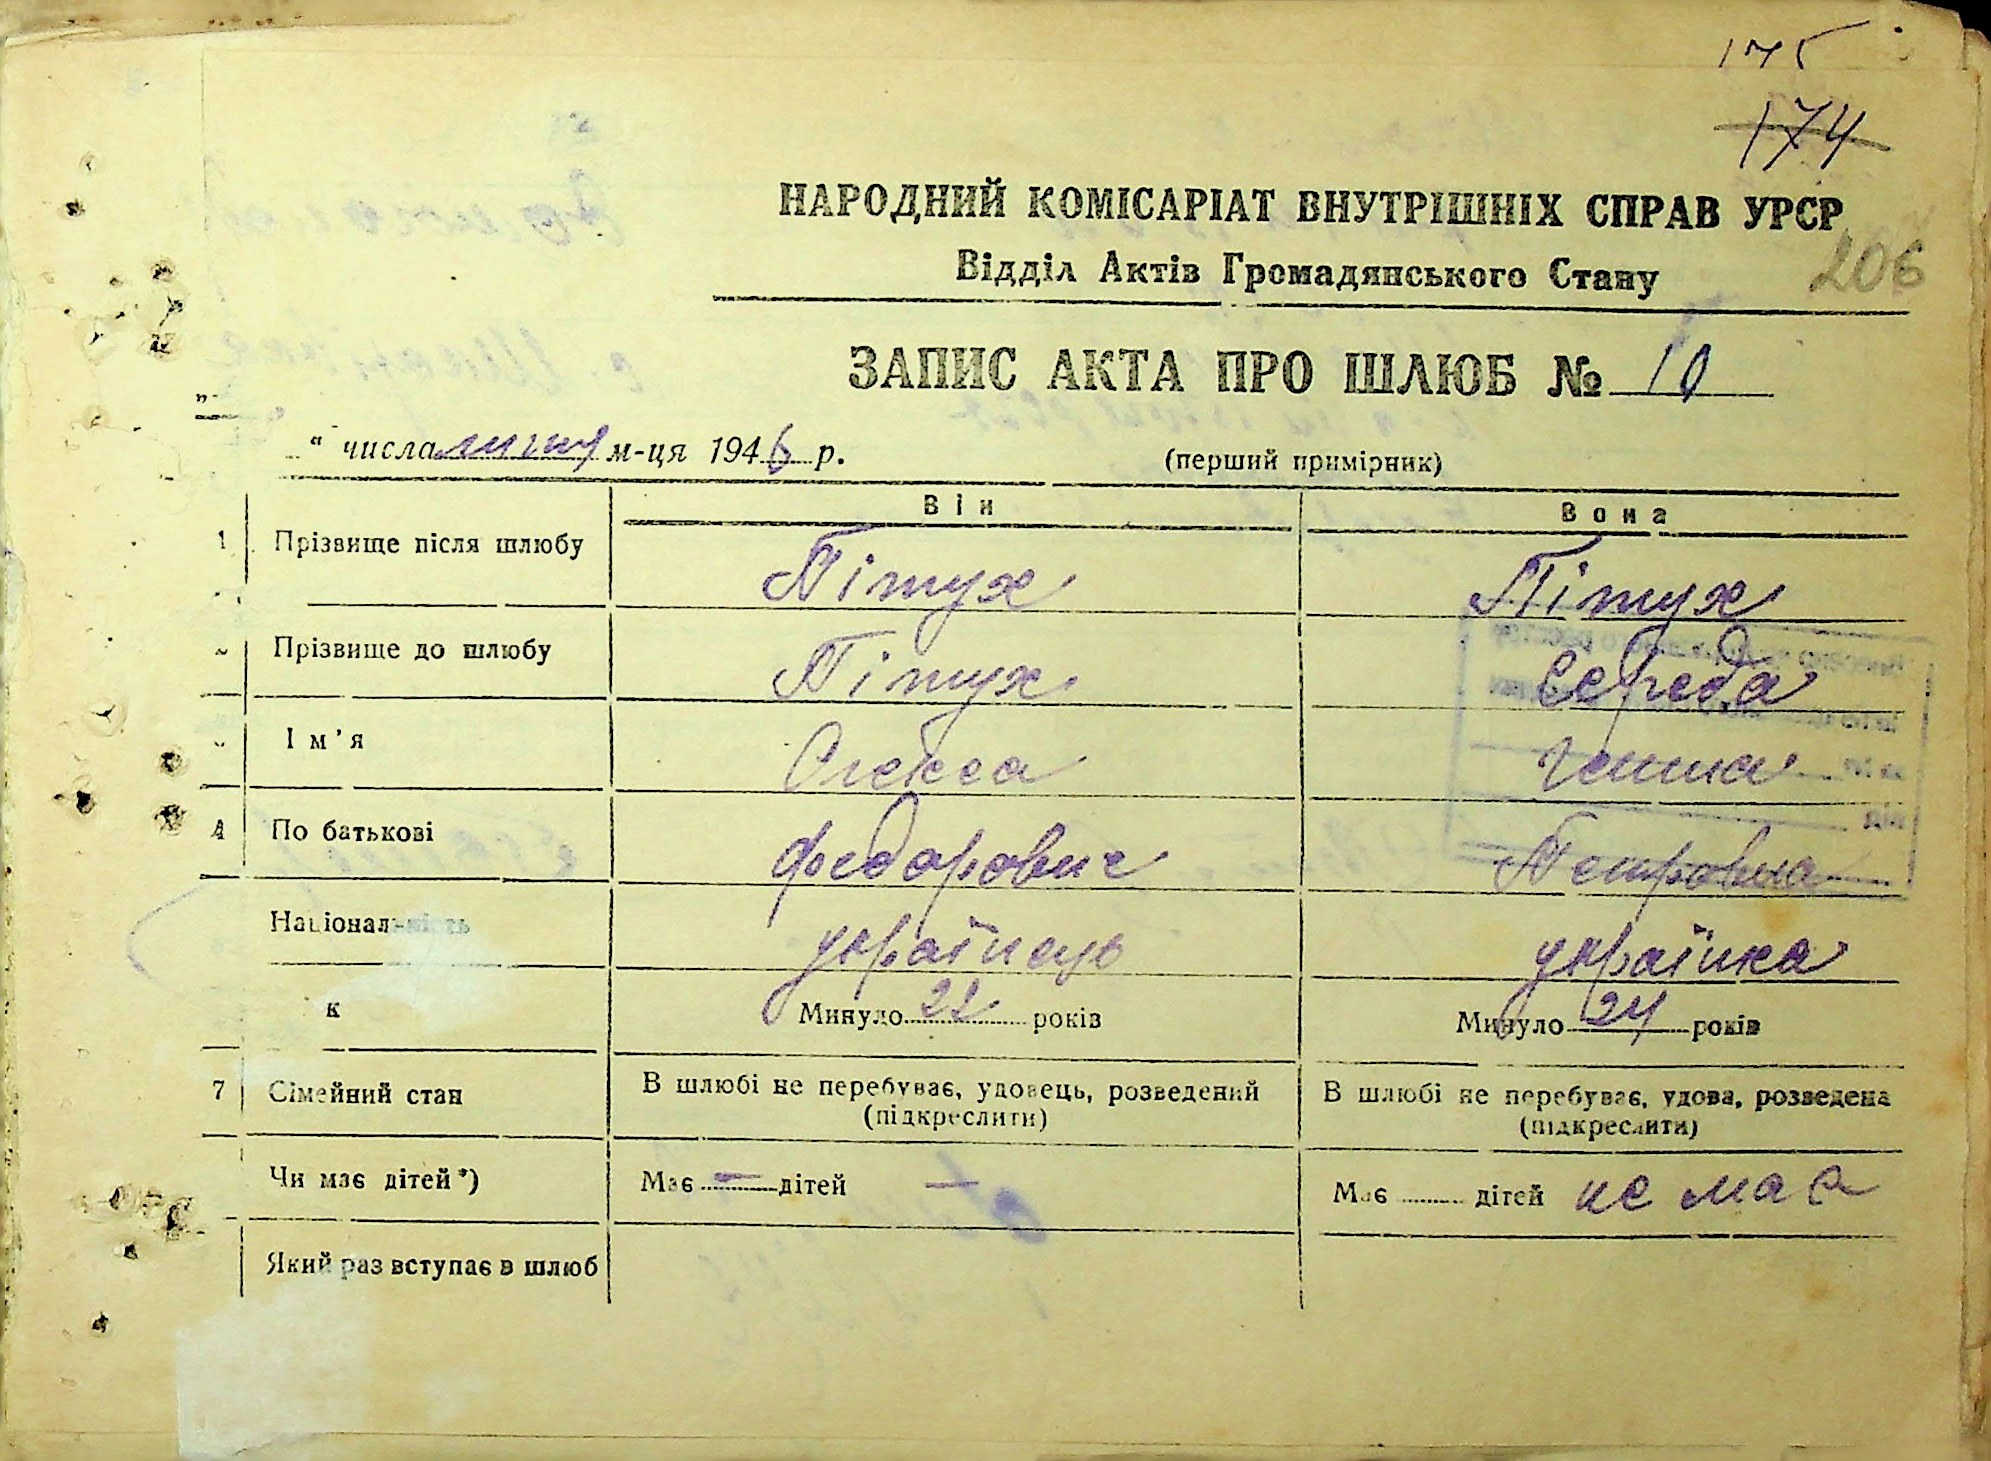 175
174
НАРОДНИЙ КОМІСАРІАТ ВНУТРІШНІХ СПРАВ УРСР
Відділ Актів Громадянського Стану
206
ЗАПИС АКТА ПРО ШЛЮБ № 10
„ “ числа липня м-ця 1946 р.
(перший примірник)
Він Вона
1 Прізвище після шлюбу Пітух Пітух
Прізвище до шлюбу Пітух Середа
Ім’я Олекса Ганна
4 По батькові Федорович Петровна
Національність українець українка
к Минуло 22 років Минуло 24 років
7 Сімейний стан В шлюбі не перебуває, удовець, розведений В шлюбі не перебуває, удова, розведена
(підкреслити) (підкреслити)
Чи має дітей*) Має — дітей — Має дітей не має
Який раз вступає в шлюб